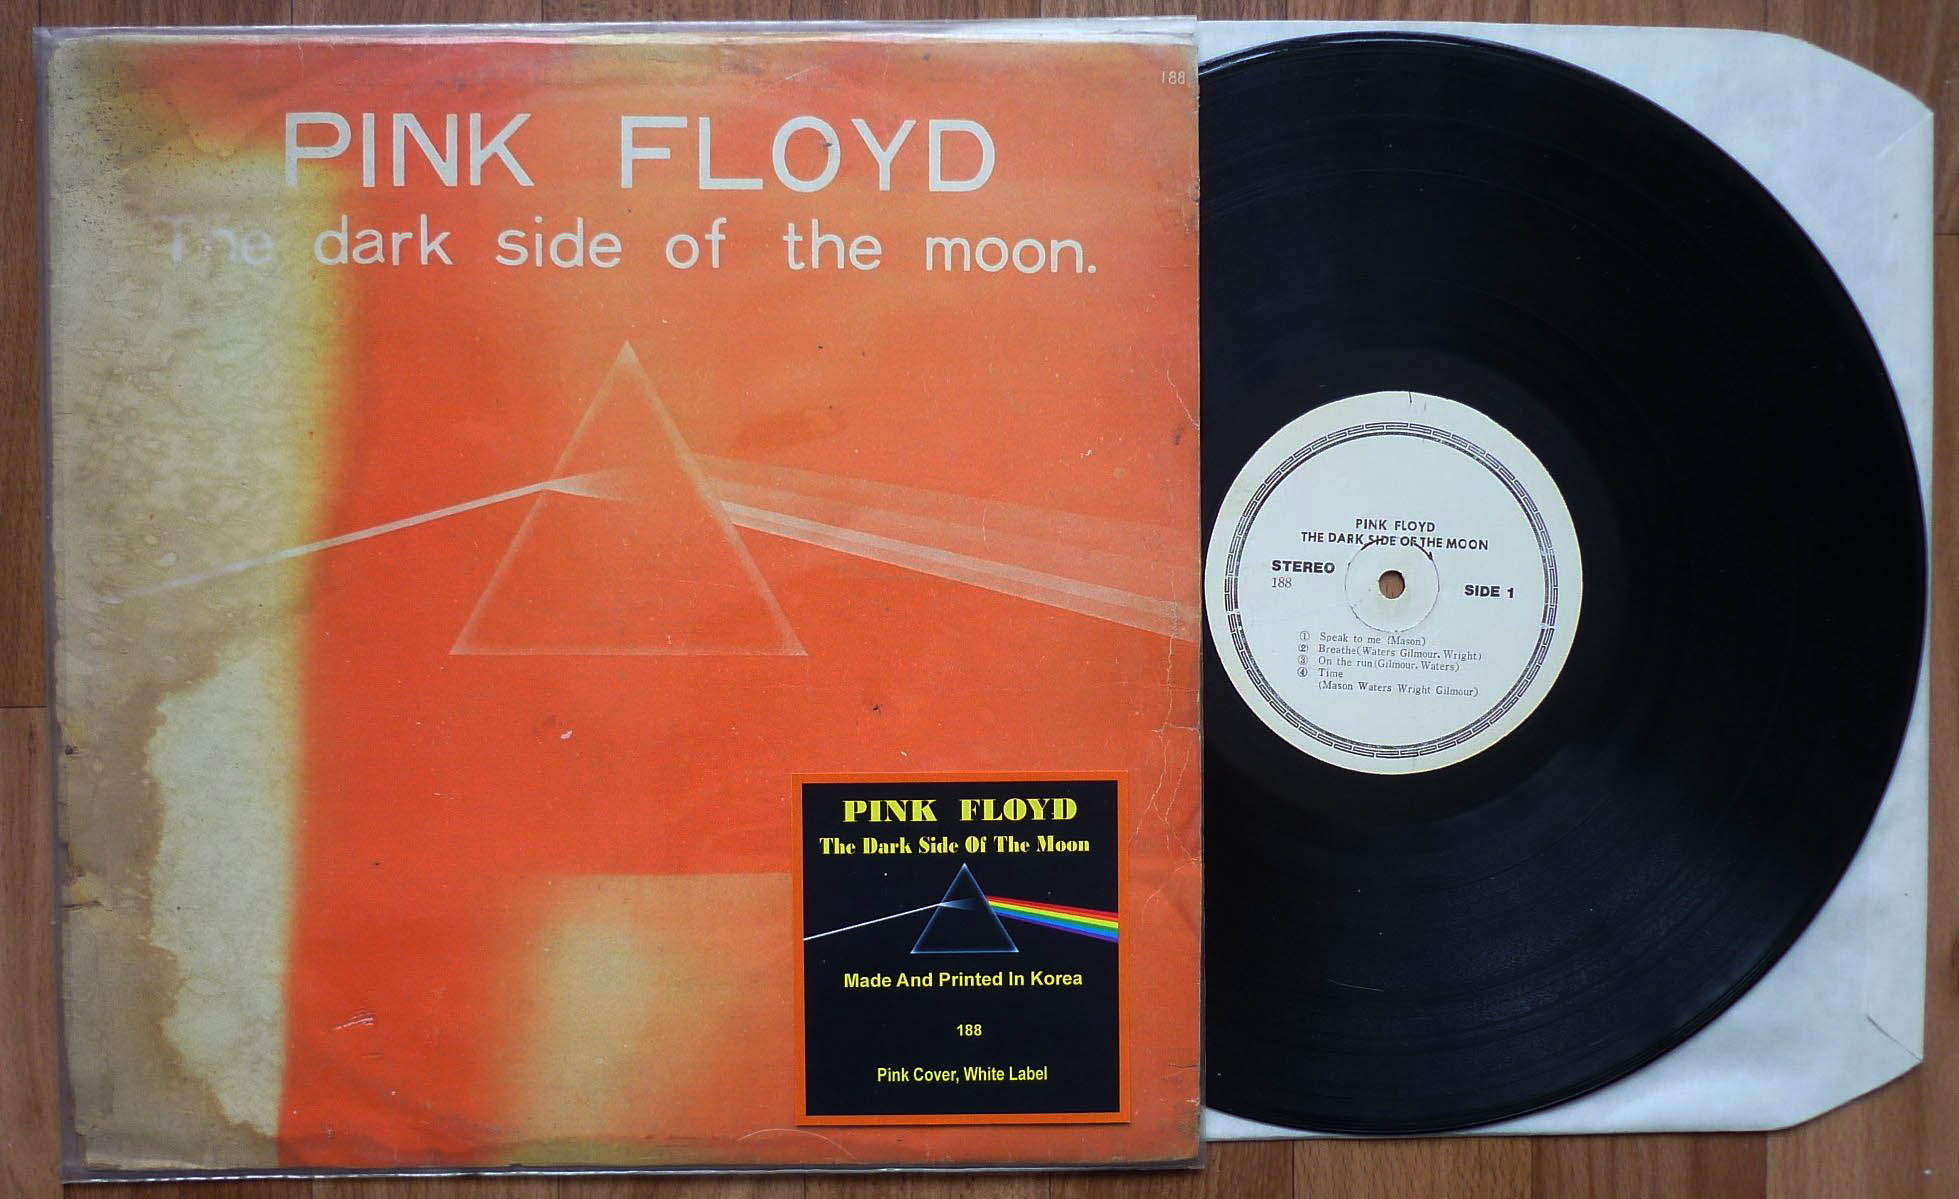 188
PINK FLOYD
The dark side of the moon.
PINK FLOYD
The Dark Side Of The Moon
Made And Printed In Korea
188
Pink Cover, White Label
PINK FLOYD
THE DARK SIDE OF THE MOON
STEREO
188
SIDE 1
① Speak to me (Mason)
② Breathe(Waters Gilmour. Wright)
③ On the run(Gilmour, Waters)
④ Time
(Mason Waters Wright Gilmour)